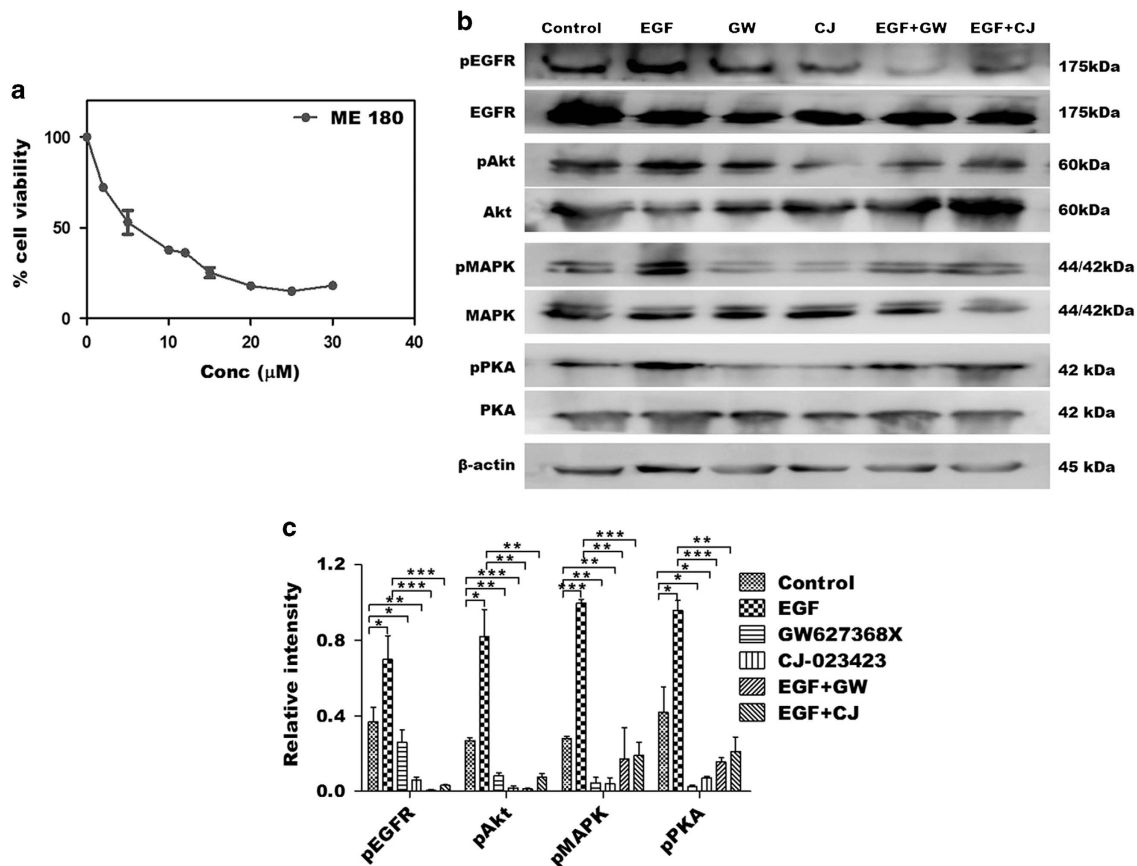 a
ME 180
100
50
0
% cell viability
0 10 20 30 40
Conc (μM)
b
Control EGF GW CJ EGF+GW EGF+CJ
pEGFR 175kDa
EGFR 175kDa
pAkt 60kDa
Akt 60kDa
pMAPK 44/42kDa
MAPK 44/42kDa
pPKA 42 kDa
PKA 42 kDa
β-actin 45 kDa
c
Relative intensity
1.2
0.8
0.4
0.0
*** *** ** * *
** ** *** ** *
*** ** ** ** ***
** *** * * *
pEGFR pAkt pMAPK pPKA
Control
EGF
GW627368X
CJ-023423
EGF+GW
EGF+CJ